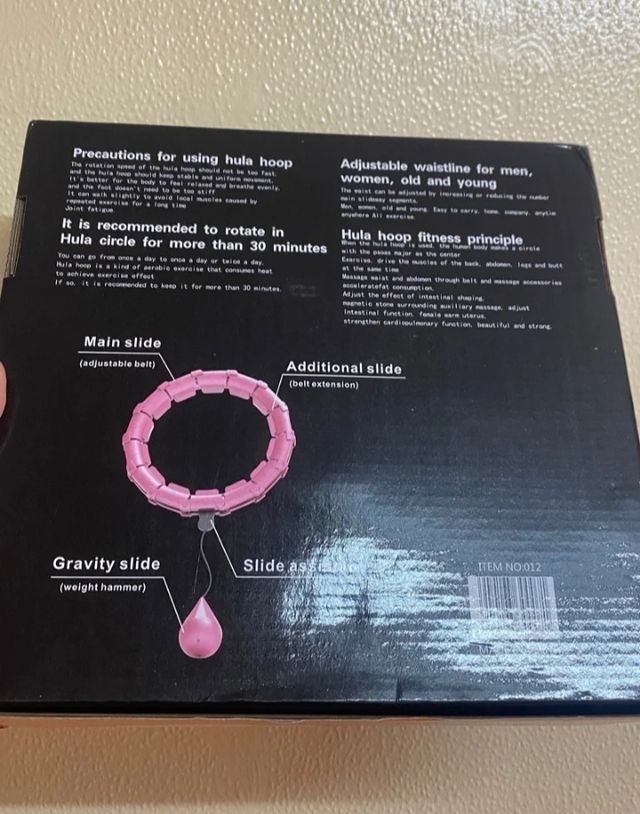 Precautions for using hula hoop
The rotation speed of the hula hoop should not be too fast,
and the hula hoop should keep stable and uniform movement.
It's better for the body to feel relaxed and breathe evenly,
and the foot doesn't need to be too stiff
It can walk slightly to avoid local muscles caused by
repeated exercise for a long time
Joint fatigue.
It is recommended to rotate in
Hula circle for more than 30 minutes
You can go from once a day to once a day or twice a day.
Hula hoop is a kind of aerobic exercise that consumes heat
to achieve exercise effect
If so, it is recommended to keep it for more than 30 minutes.
Adjustable waistline for men,
women, old and young
The waist can be adjusted by increasing or reducing the number
main slideway segments.
Men, women, old and young. Easy to carry, home, company, anytime
anywhere All exercise.
Hula hoop fitness principle
When the hula hoop is used, the human body makes a circle
with the psoas major as the center
Exercise, drive the muscles of the back, abdomen, legs and butt
at the same time
Massage waist and abdomen through belt and massage accessories
acceleratefat consumption.
Adjust the effect of intestinal shaping,
magnetic stone surrounding auxiliary massage, adjust
Intestinal function, female warm uterus,
strengthen cardiopulmonary function, beautiful and strong.
Main slide
(adjustable belt)
Additional slide
(belt extension)
Gravity slide
(weight hammer)
Slide
ITEM NO:012